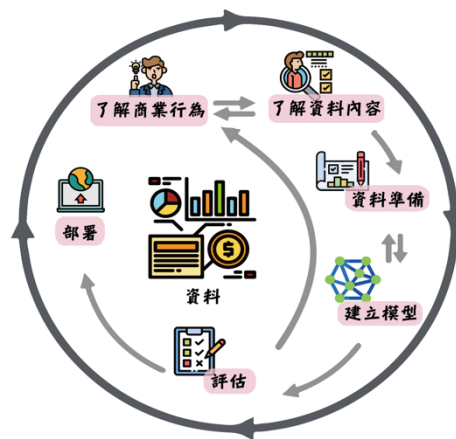 了解商業行為
了解資料內容
資料準備
建立模型
評估
部署
資料